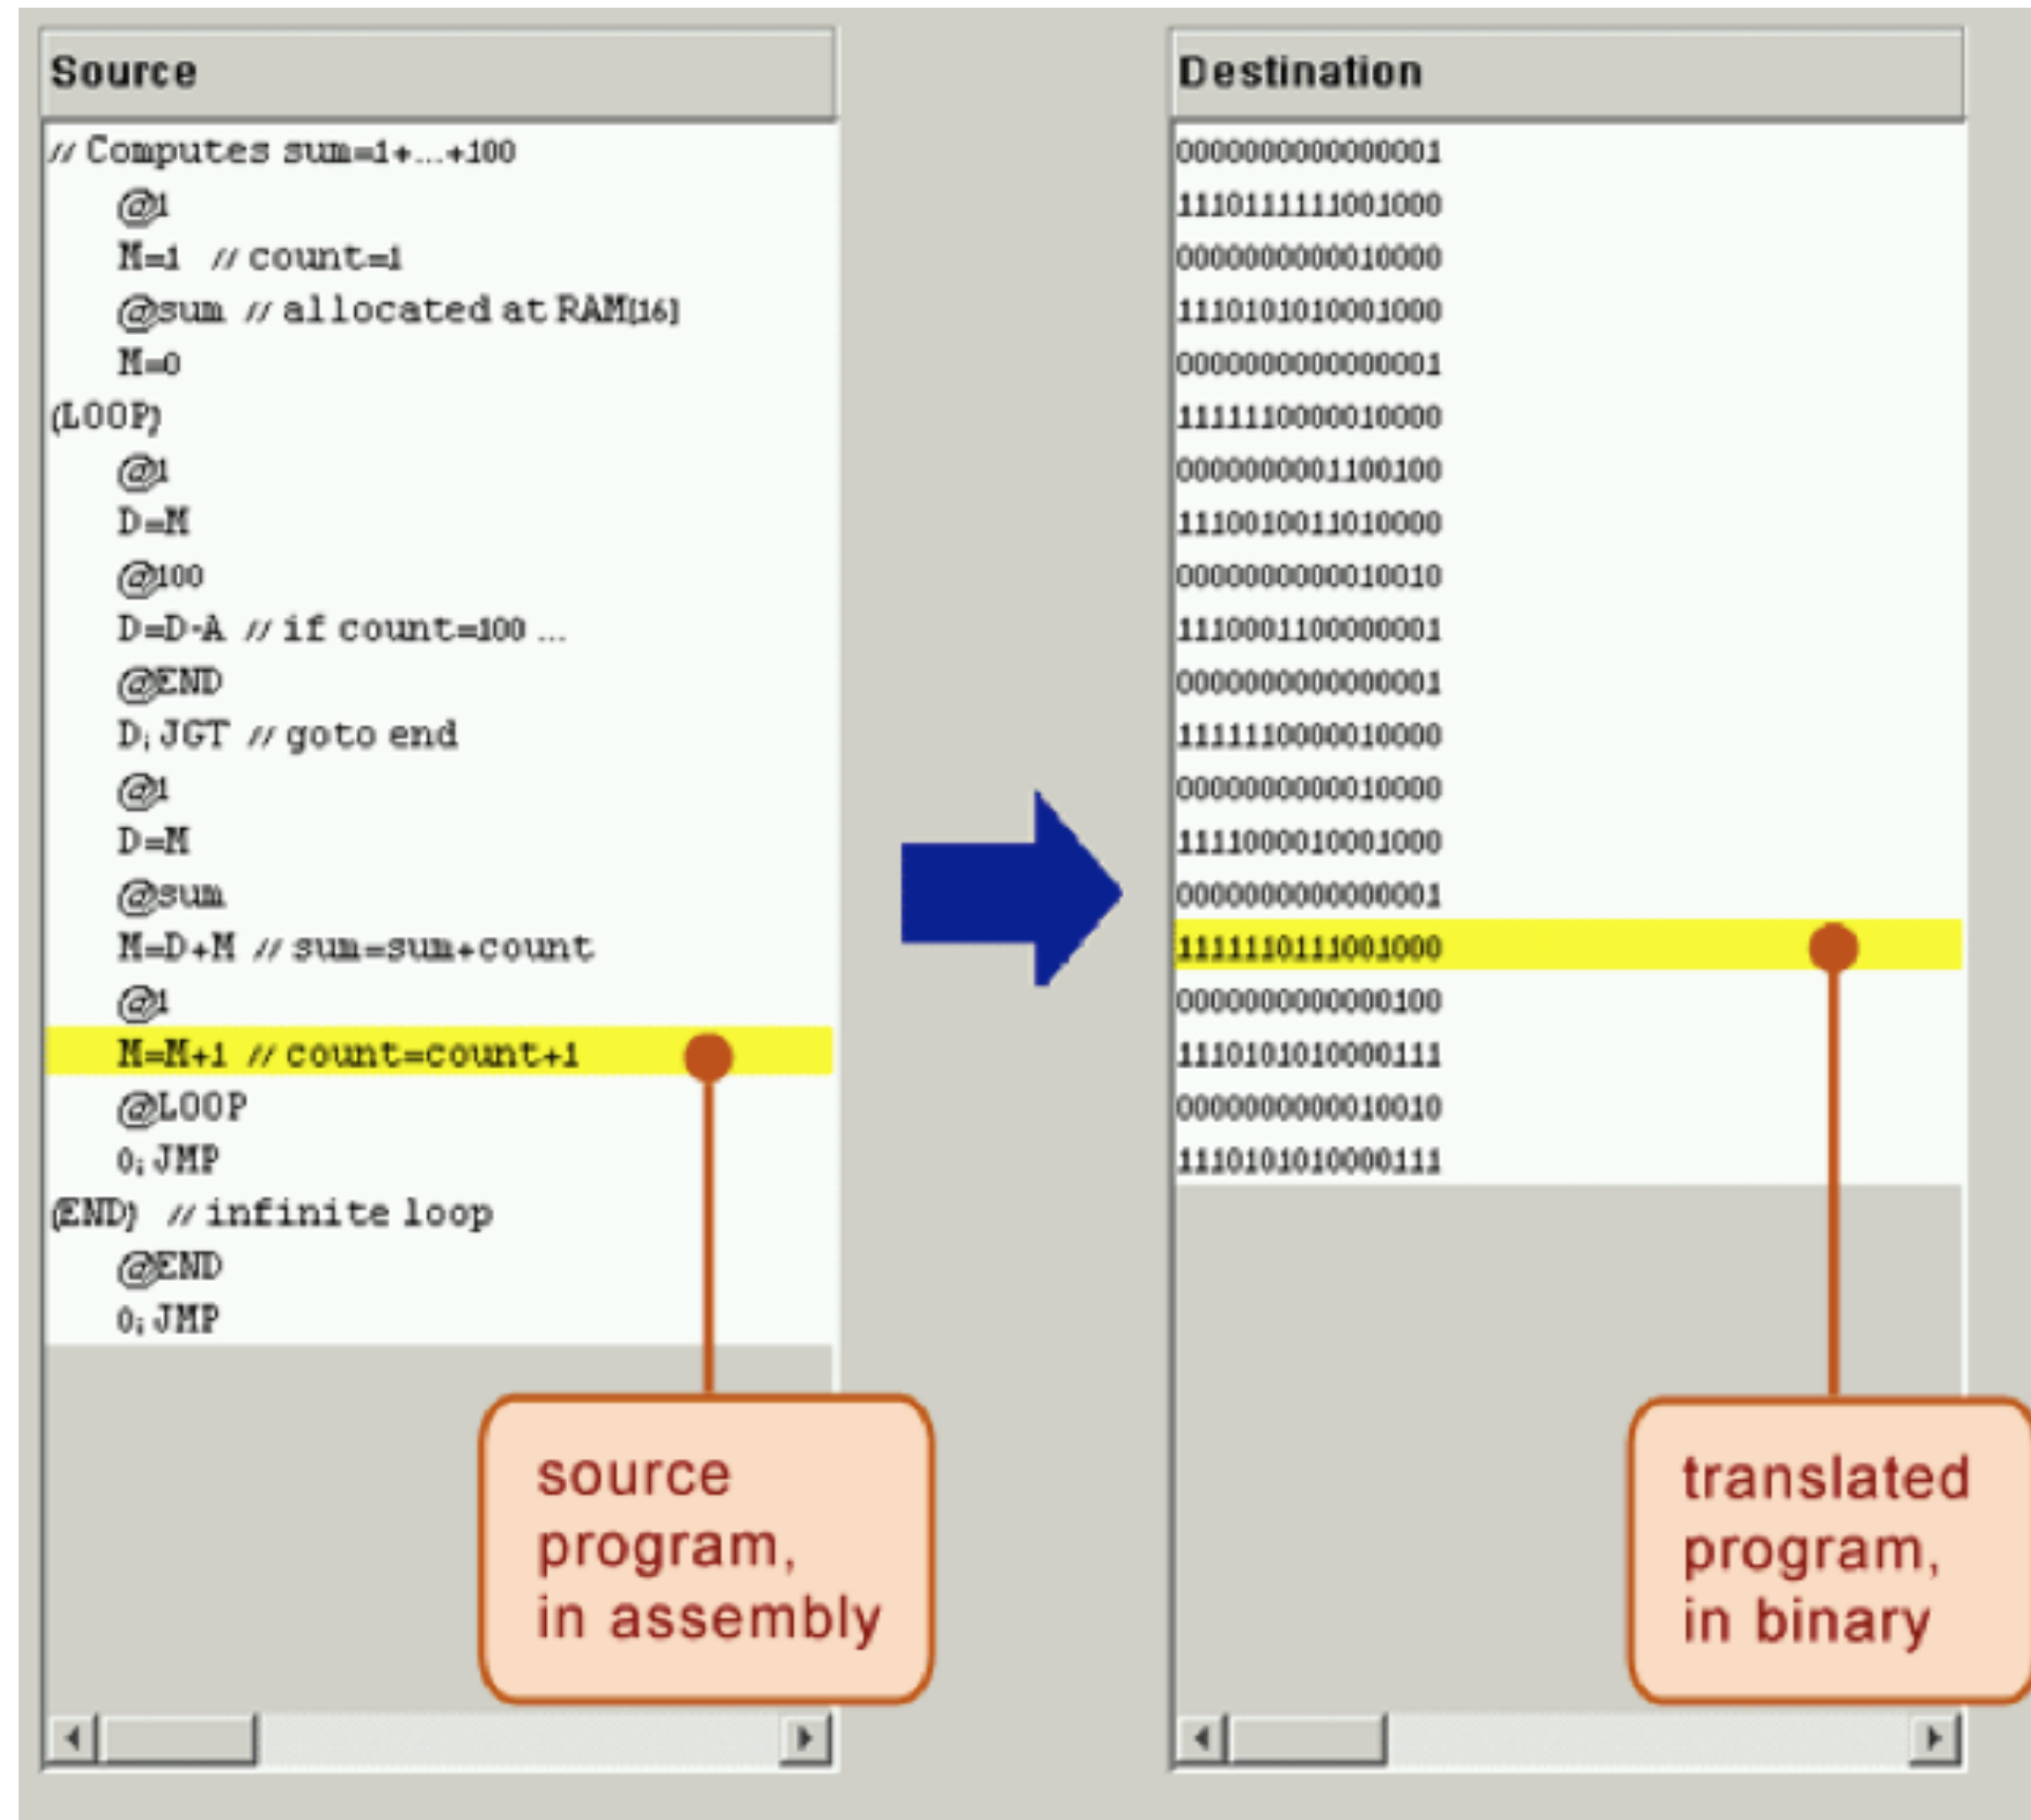 Source
// Computes sum=1+...+100
@1
M=1 // count=1
@sum // allocated at RAM[16]
M=0
(LOOP)
@1
D=M
@100
D=D-A // if count=100 ...
@END
D;JGT // goto end
@1
D=M
@sum
M=D+M // sum=sum+count
@1
M=M+1 // count=count+1
@LOOP
0;JMP
(END) // infinite loop
@END
0;JMP
source
program,
in assembly
Destination
0000000000000001
1110111111001000
0000000000010000
1110101010001000
0000000000000001
1111110000010000
0000000001100100
1110010011010000
0000000000010010
1110001100000001
0000000000000001
1111110000010000
0000000000010000
1111000010001000
0000000000000001
1111110111001000
0000000000000100
1110101010000111
0000000000010010
1110101010000111
translated
program,
in binary